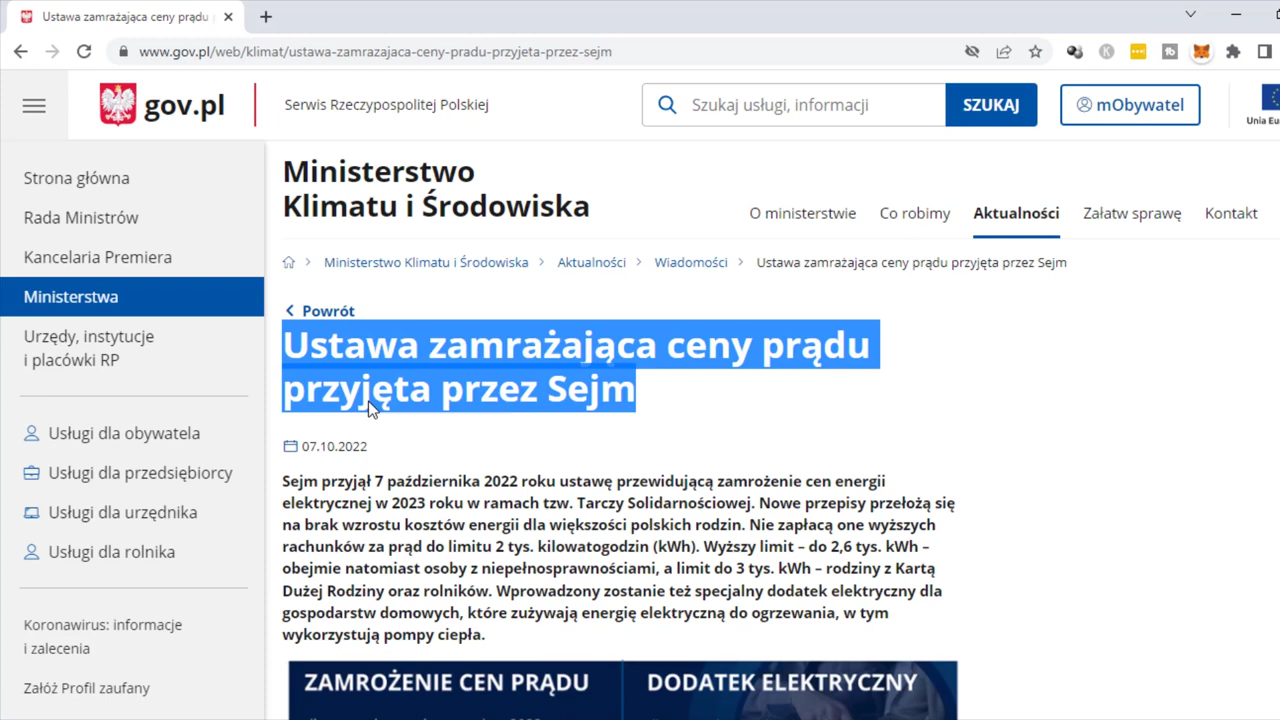 Ustawa zamrażająca ceny prądu
www.gov.pl/web/klimat/ustawa-zamrazajaca-ceny-pradu-przyjeta-przez-sejm
gov.pl
Serwis Rzeczypospolitej Polskiej
Szukaj usługi, informacji
SZUKAJ
mObywatel
Strona główna
Rada Ministrów
Kancelaria Premiera
Ministerstwa
Urzędy, instytucje
i placówki RP
Usługi dla obywatela
Usługi dla przedsiębiorcy
Usługi dla urzędnika
Usługi dla rolnika
Koronawirus: informacje
i zalecenia
Załóż Profil zaufany
Ministerstwo
Klimatu i Środowiska
O ministerstwie
Co robimy
Aktualności
Załatw sprawę
Kontakt
Ministerstwo Klimatu i Środowiska > Aktualności > Wiadomości > Ustawa zamrażająca ceny prądu przyjęta przez Sejm
Powrót
Ustawa zamrażająca ceny prądu
przyjęta przez Sejm
07.10.2022
Sejm przyjął 7 października 2022 roku ustawę przewidującą zamrożenie cen energii
elektrycznej w 2023 roku w ramach tzw. Tarczy Solidarnościowej. Nowe przepisy przełożą się
na brak wzrostu kosztów energii dla większości polskich rodzin. Nie zapłacą one wyższych
rachunków za prąd do limitu 2 tys. kilowatogodzin (kWh). Wyższy limit – do 2,6 tys. kWh –
obejmie natomiast osoby z niepełnosprawnościami, a limit do 3 tys. kWh – rodziny z Kartą
Dużej Rodziny oraz rolników. Wprowadzony zostanie też specjalny dodatek elektryczny dla
gospodarstw domowych, które zużywają energię elektryczną do ogrzewania, w tym
wykorzystują pompy ciepła.
ZAMROŻENIE CEN PRĄDU
DODATEK ELEKTRYCZNY